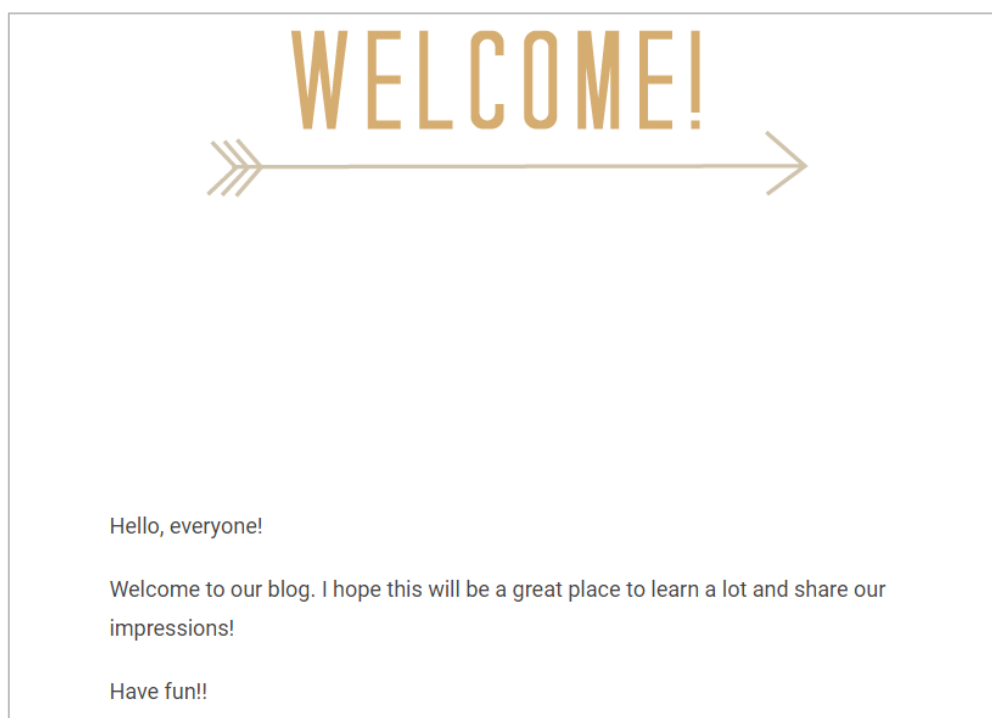 WELCOME!
Hello, everyone!
Welcome to our blog. I hope this will be a great place to learn a lot and share our
impressions!
Have fun!!